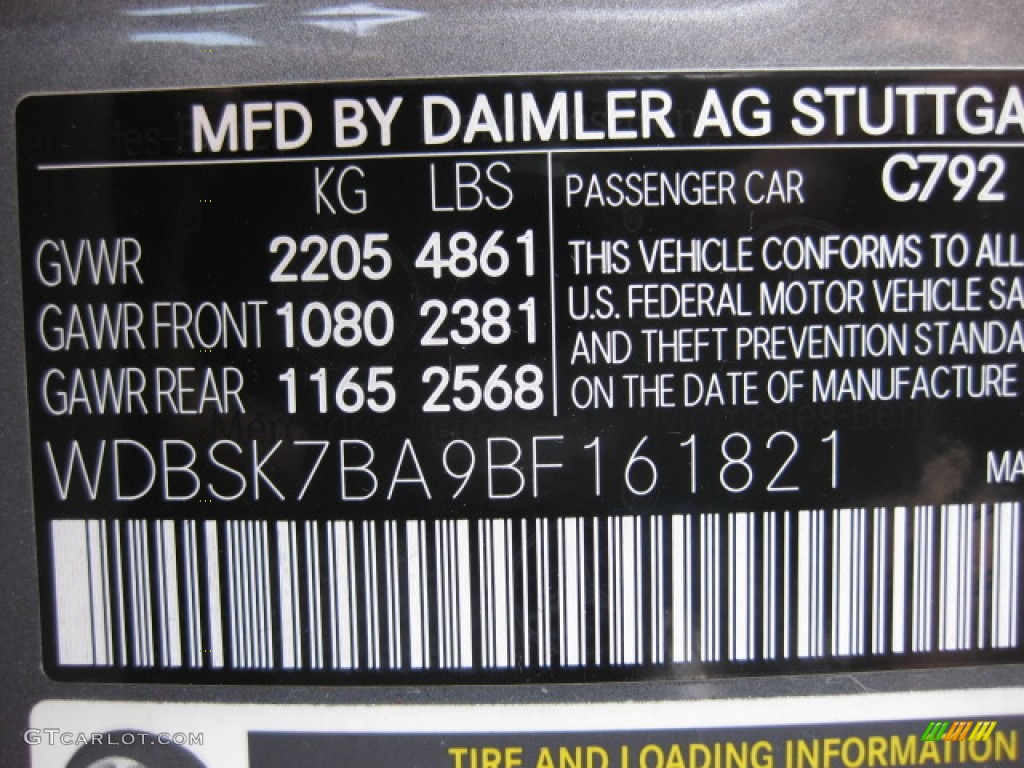 MFD BY DAIMLER AG STUTTGA
KG LBS
GVWR 2205 4861
GAWR FRONT 1080 2381
GAWR REAR 1165 2568
PASSENGER CAR C792
THIS VEHICLE CONFORMS TO ALL
U.S. FEDERAL MOTOR VEHICLE SA
AND THEFT PREVENTION STANDA
ON THE DATE OF MANUFACTURE
WDBSK7BA9BF161821 MA
TIRE AND LOADING INFORMATION
GTCARLOT.COM